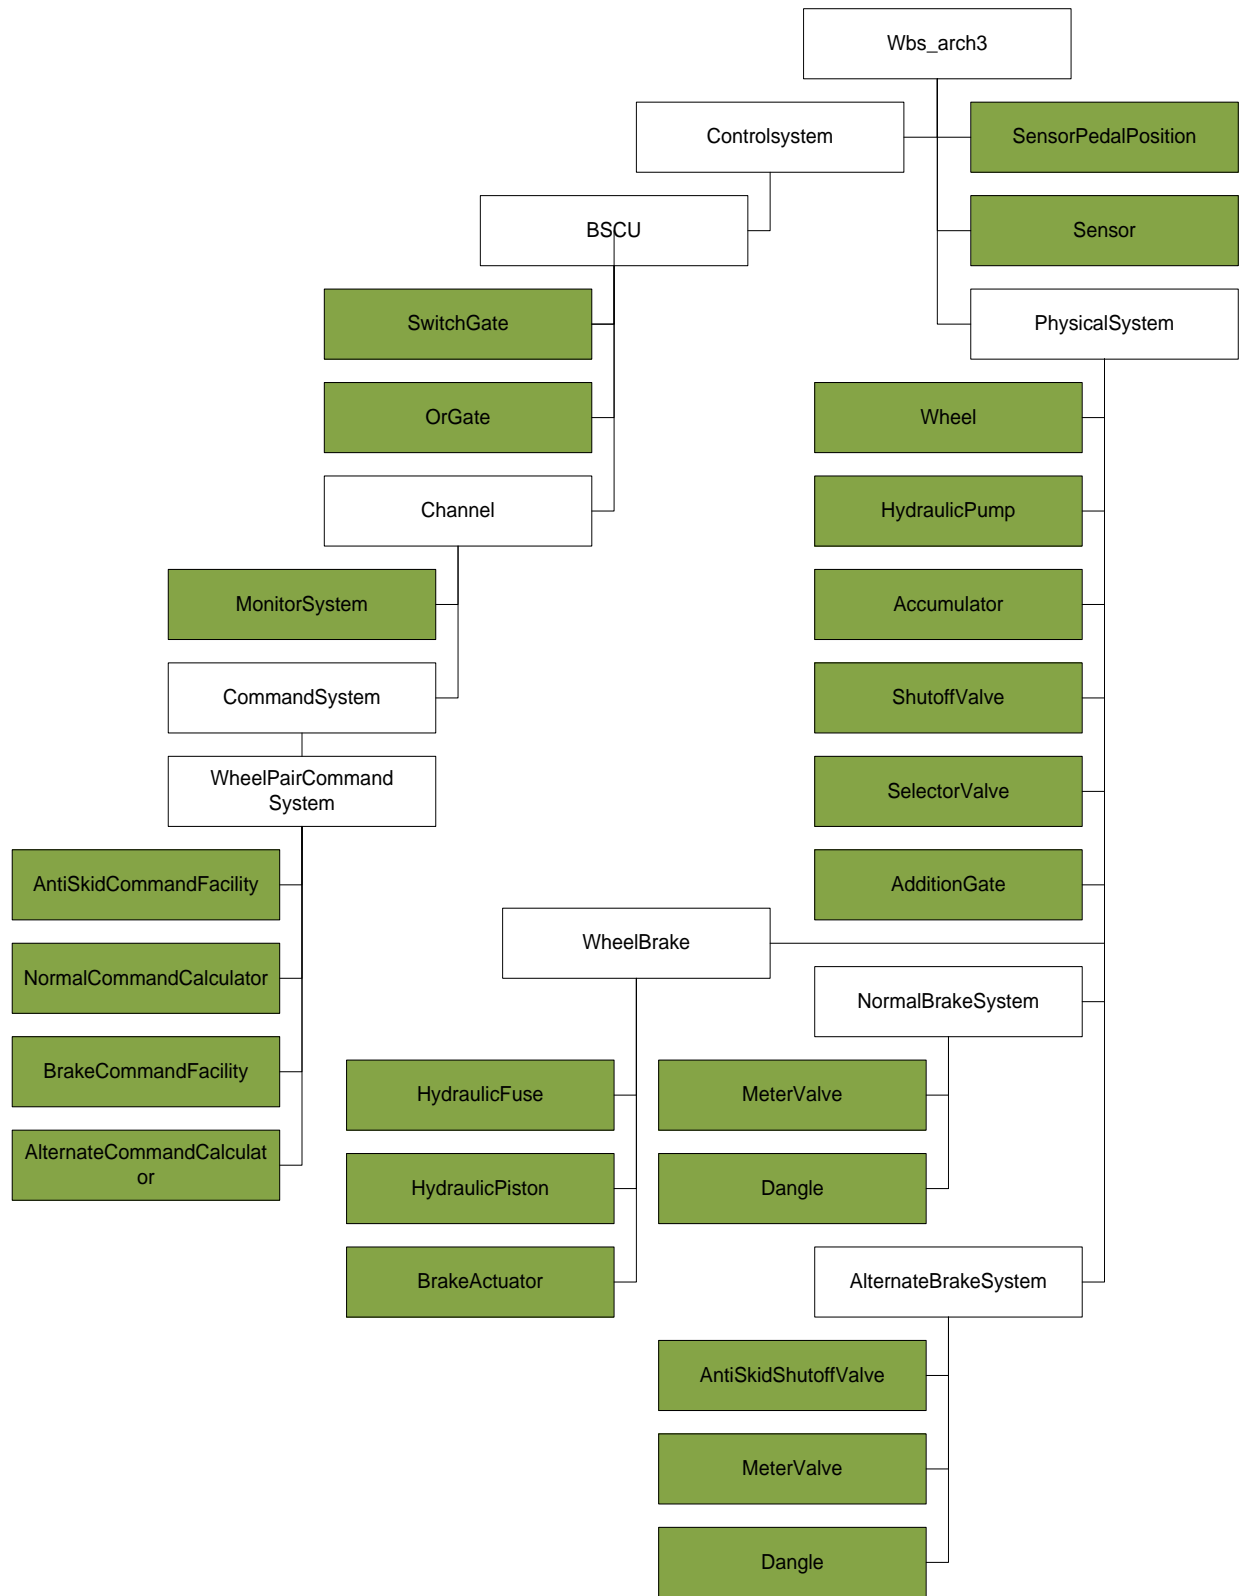 Wbs_arch3
Controlsystem
SensorPedalPosition
BSCU
Sensor
SwitchGate
PhysicalSystem
OrGate
Wheel
Channel
HydraulicPump
MonitorSystem
Accumulator
CommandSystem
ShutoffValve
WheelPairCommand
System
SelectorValve
AntiSkidCommandFacility
AdditionGate
WheelBrake
NormalCommandCalculator
NormalBrakeSystem
BrakeCommandFacility
HydraulicFuse
MeterValve
AlternateCommandCalculat
or
HydraulicPiston
Dangle
BrakeActuator
AlternateBrakeSystem
AntiSkidShutoffValve
MeterValve
Dangle